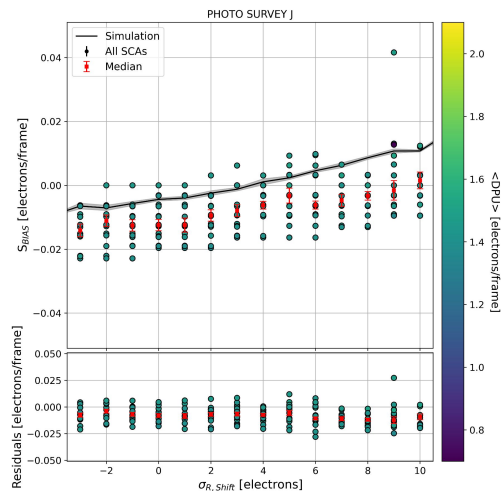 PHOTO SURVEY J
Simulation
All SCAs
Median
S_BIAS [electrons/frame]
0.04
0.02
0.00
−0.02
−0.04
Residuals [electrons/frame]
0.050
0.025
0.000
−0.025
−0.050
−2 0 2 4 6 8 10
σ_R, Shift [electrons]
2.0
1.8
1.6
1.4
1.2
1.0
0.8
<DPU> [electrons/frame]